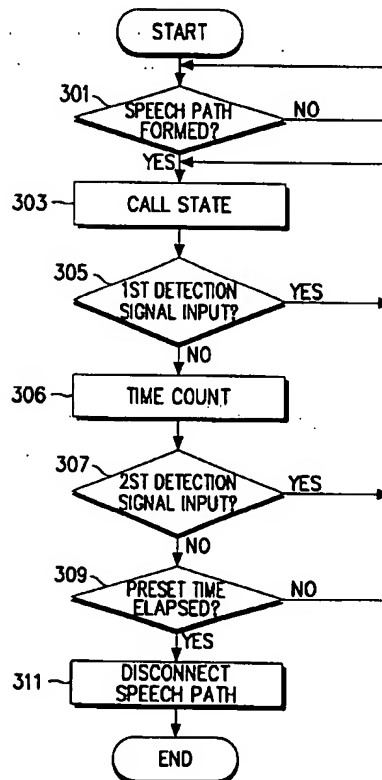 START
301
SPEECH PATH
FORMED?
NO
YES
303
CALL STATE
305
1ST DETECTION
SIGNAL INPUT?
YES
NO
306
TIME COUNT
307
2ST DETECTION
SIGNAL INPUT?
YES
NO
309
PRESET TIME
ELAPSED?
NO
YES
311
DISCONNECT
SPEECH PATH
END